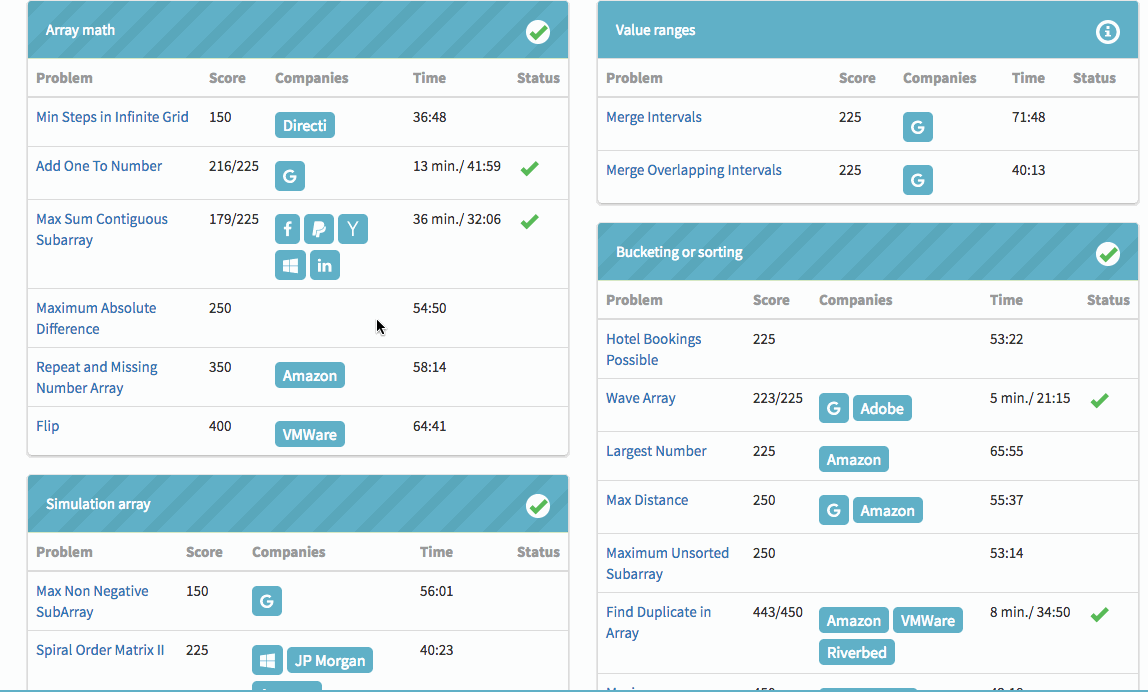 Array math
Problem Score Companies Time Status
Min Steps in Infinite Grid 150 Directi 36:48
Add One To Number 216/225 G 13 min./ 41:59
Max Sum Contiguous 179/225 f P Y 36 min./ 32:06
Subarray
in
Maximum Absolute 250 54:50
Difference
Repeat and Missing 350 Amazon 58:14
Number Array
Flip 400 VMWare 64:41
Simulation array
Problem Score Companies Time Status
Max Non Negative 150 G 56:01
SubArray
Spiral Order Matrix II 225 JP Morgan 40:23
Value ranges
Problem Score Companies Time Status
Merge Intervals 225 G 71:48
Merge Overlapping Intervals 225 G 40:13
Bucketing or sorting
Problem Score Companies Time Status
Hotel Bookings 225 53:22
Possible
Wave Array 223/225 G Adobe 5 min./ 21:15
Largest Number 225 Amazon 65:55
Max Distance 250 G Amazon 55:37
Maximum Unsorted 250 53:14
Subarray
Find Duplicate in 443/450 Amazon VMWare 8 min./ 34:50
Array
Riverbed